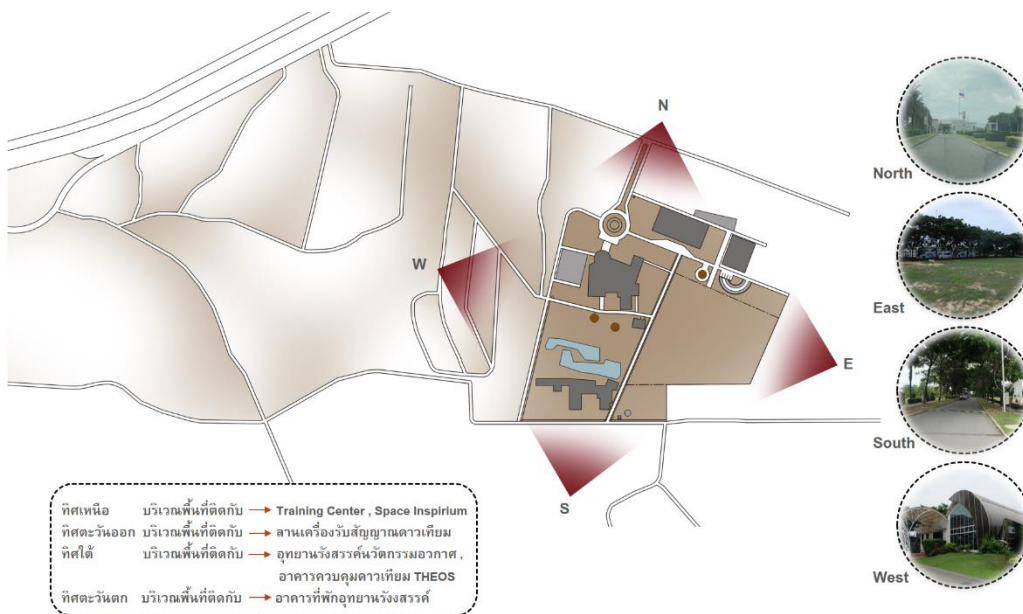 N
North
W
East
E
South
S
West
ทิศเหนือ บริเวณพื้นที่ติดกับ → Training Center , Space Inspirium
ทิศตะวันออก บริเวณพื้นที่ติดกับ → ลานเครื่องรับสัญญาณดาวเทียม
ทิศใต้ บริเวณพื้นที่ติดกับ → อุทยานรังสรรค์นวัตกรรมอวกาศ ,
อาคารควบคุมดาวเทียม THEOS
ทิศตะวันตก บริเวณพื้นที่ติดกับ → อาคารที่พักอุทยานรังงสรรค์